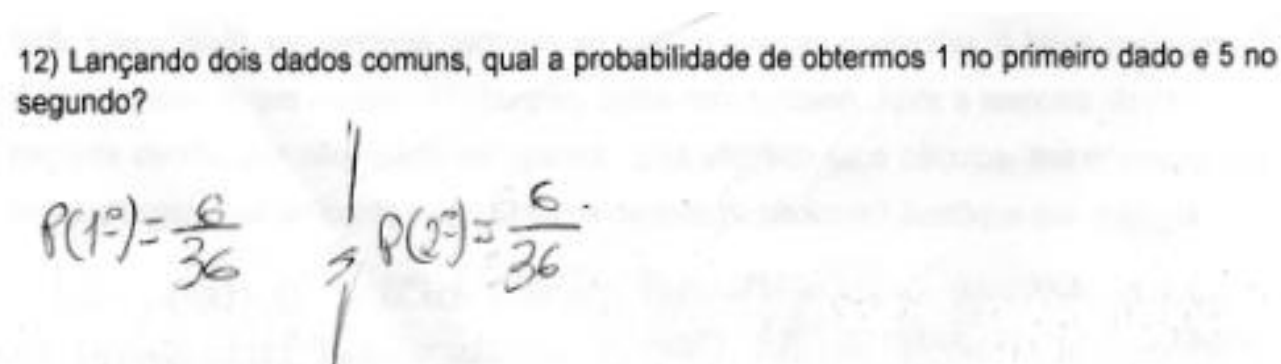 12) Lançando dois dados comuns, qual a probabilidade de obtermos 1 no primeiro dado e 5 no
segundo?
P(1º)=6/36 P(2º)=6/36